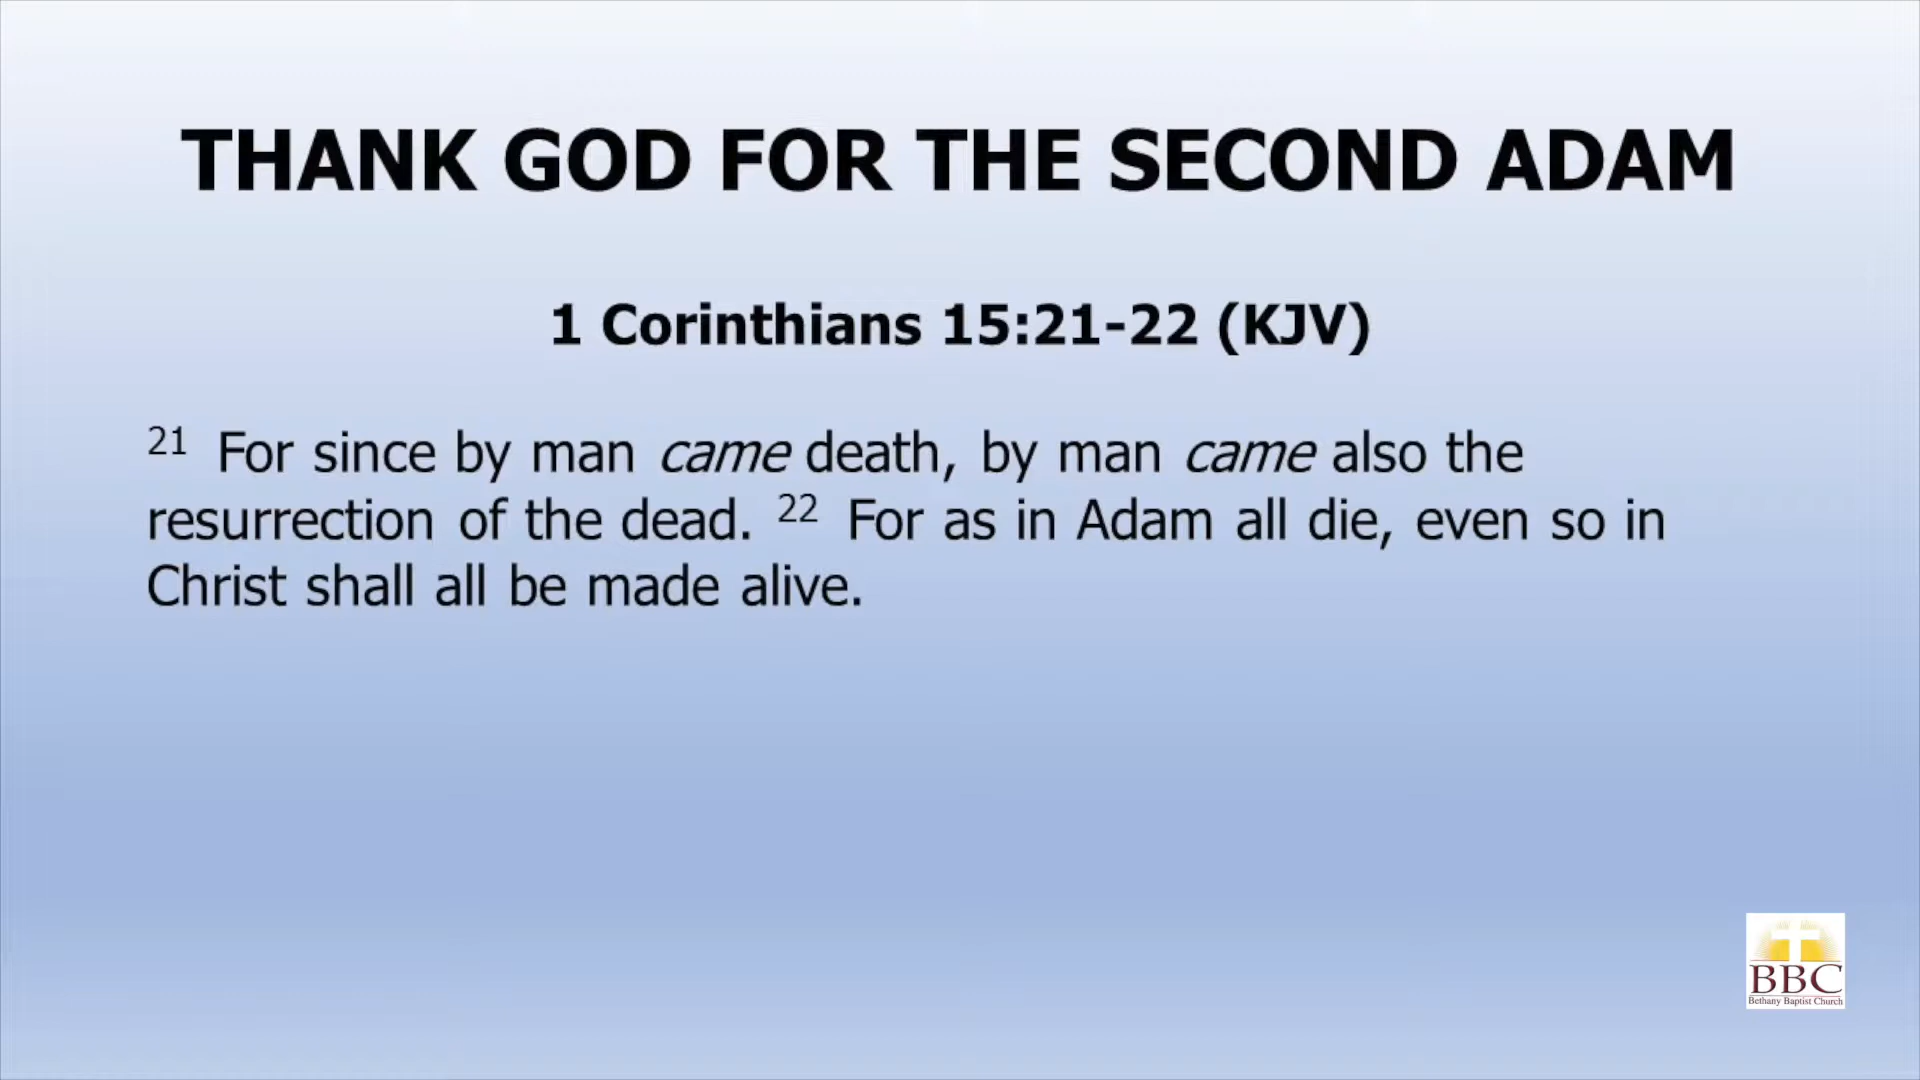 THANK GOD FOR THE SECOND ADAM
1 Corinthians 15:21-22 (KJV)
21 For since by man came death, by man came also the
resurrection of the dead. 22 For as in Adam all die, even so in
Christ shall all be made alive.
BBC
Bethany Baptist Church